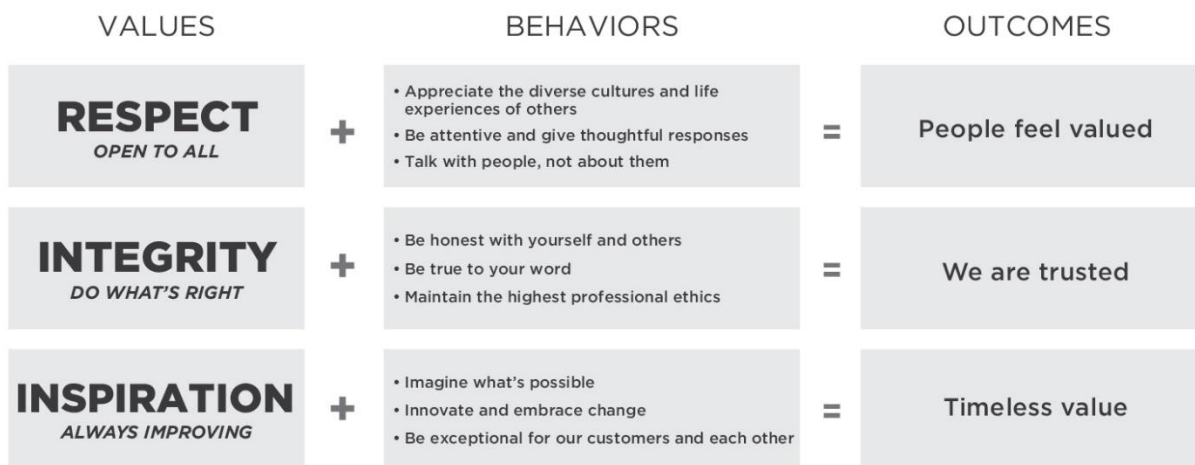 VALUES
BEHAVIORS
OUTCOMES
RESPECT
OPEN TO ALL
+
• Appreciate the diverse cultures and life
experiences of others
• Be attentive and give thoughtful responses
• Talk with people, not about them
=
People feel valued
INTEGRITY
DO WHAT'S RIGHT
+
• Be honest with yourself and others
• Be true to your word
• Maintain the highest professional ethics
=
We are trusted
INSPIRATION
ALWAYS IMPROVING
+
• Imagine what's possible
• Innovate and embrace change
• Be exceptional for our customers and each other
=
Timeless value